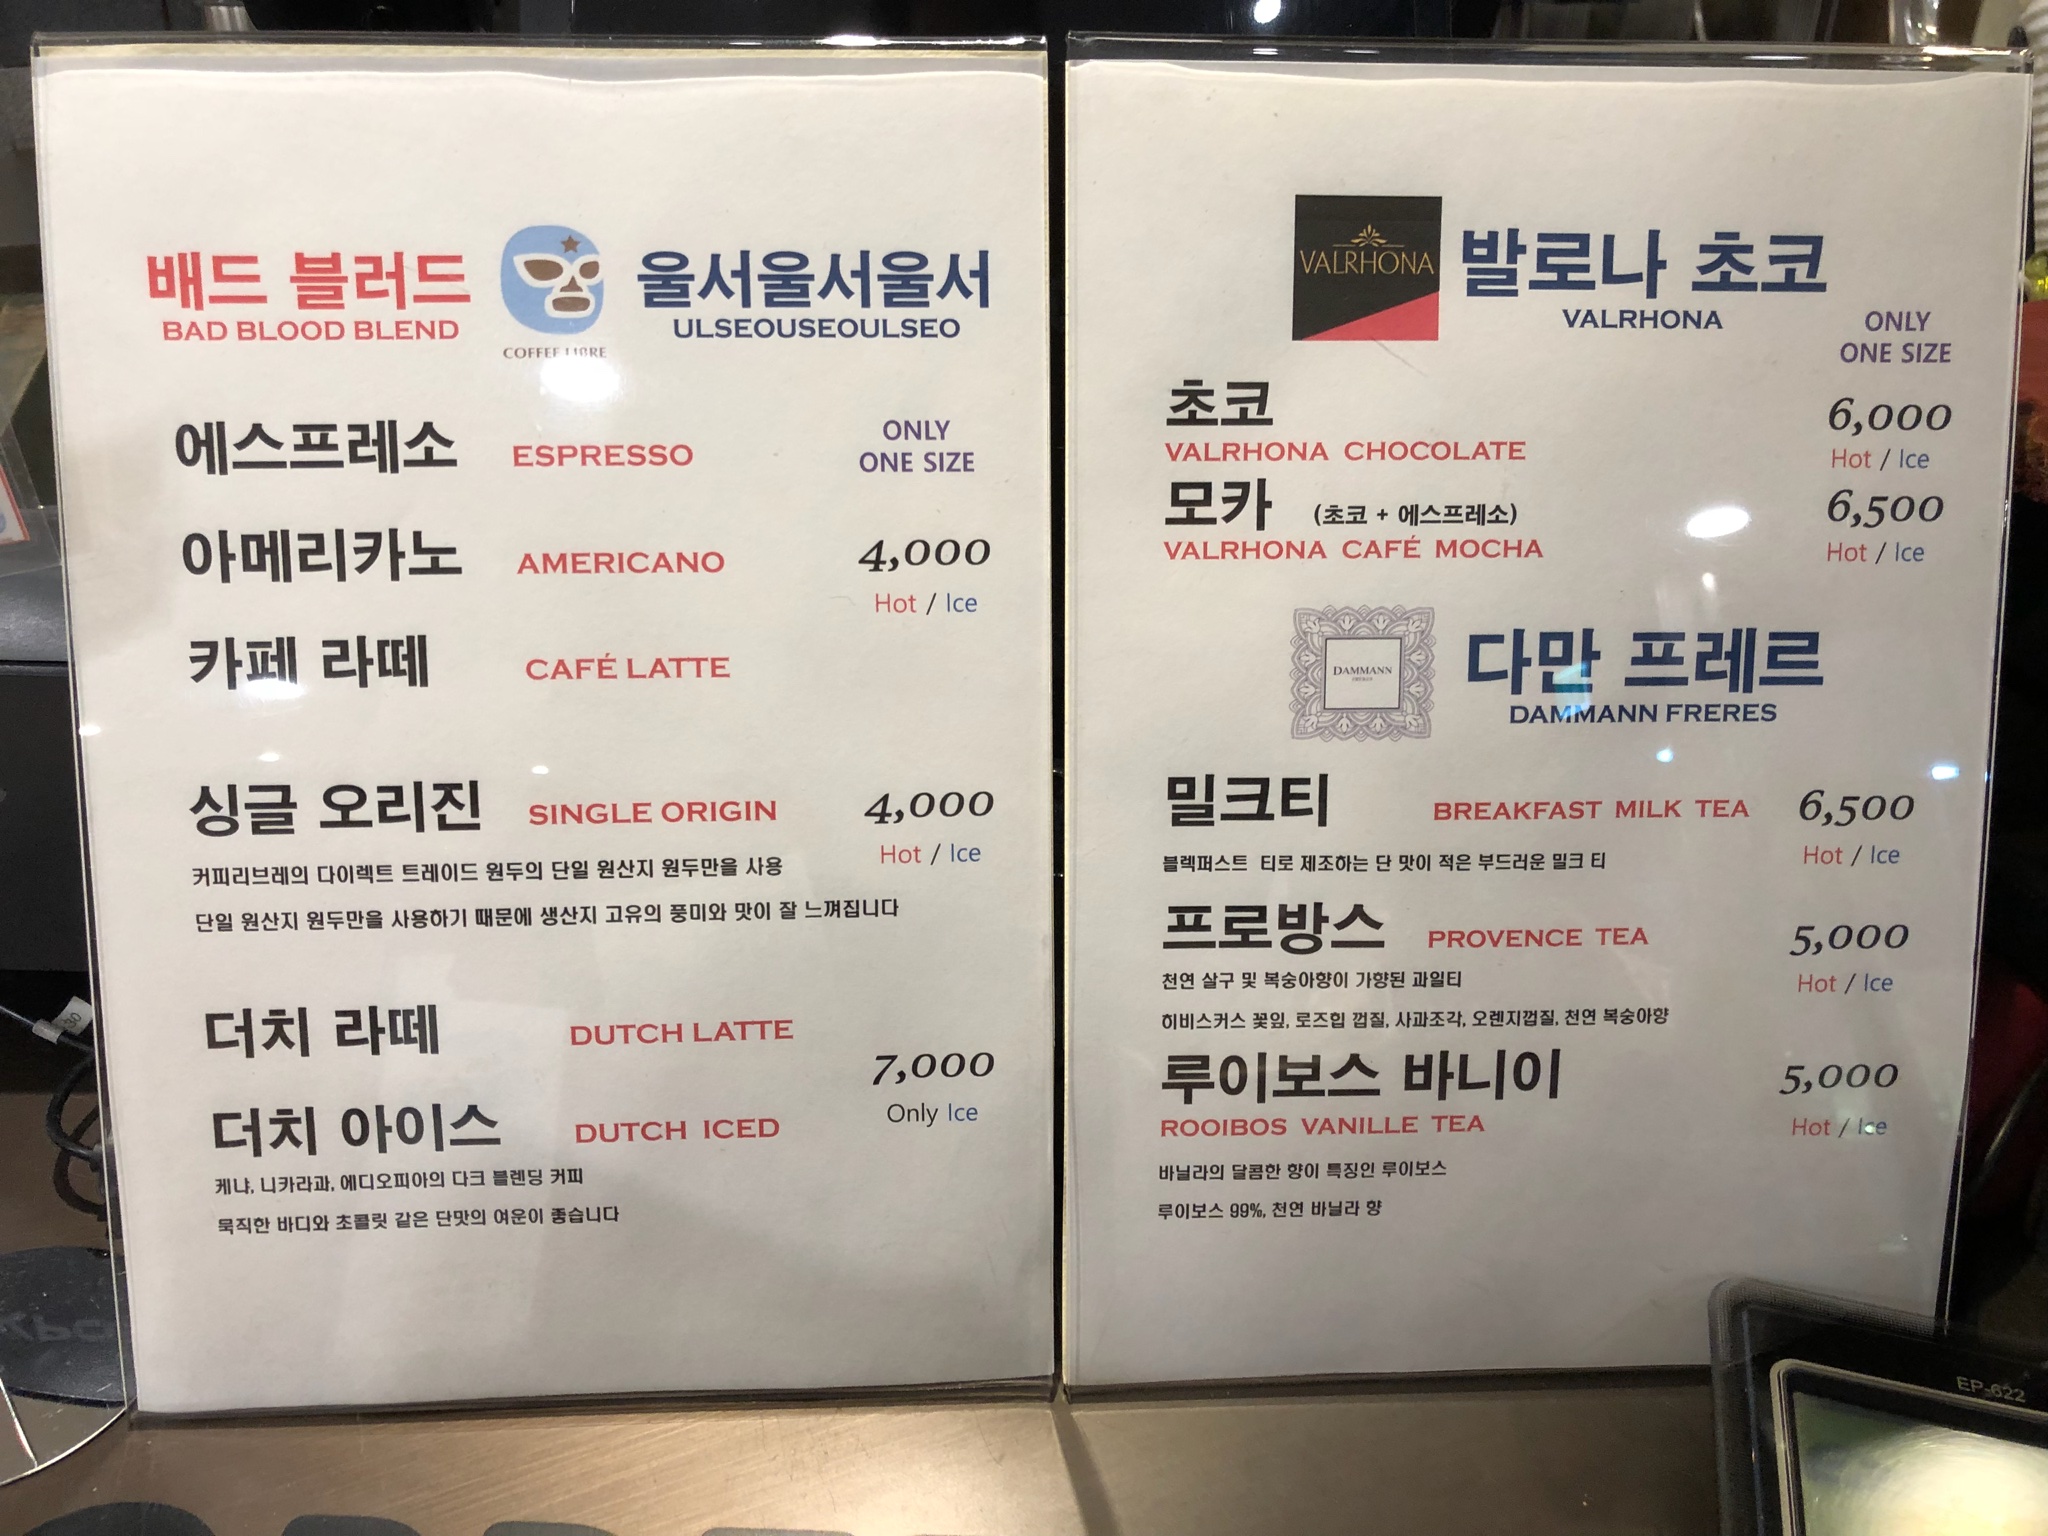 배드 블러드
BAD BLOOD BLEND
COFFEE LIBRE
울서울서울서
ULSEOUSEOULSEO
에스프레소 ESPRESSO
ONLY
ONE SIZE
아메리카노 AMERICANO 4,000
Hot / Ice
카페 라떼 CAFÉ LATTE
싱글 오리진 SINGLE ORIGIN 4,000
Hot / Ice
커피리브레의 다이렉트 트레이드 원두의 단일 원산지 원두만을 사용
단일 원산지 원두만을 사용하기 때문에 생산지 고유의 풍미와 맛이 잘 느껴집니다
더치 라떼 DUTCH LATTE
7,000
Only Ice
더치 아이스 DUTCH ICED
케냐, 니카라과, 에디오피아의 다크 블렌딩 커피
묵직한 바디와 초콜릿 같은 단맛의 여운이 좋습니다
VALRHONA
발로나 초코
VALRHONA
ONLY
ONE SIZE
초코 6,000
VALRHONA CHOCOLATE Hot / Ice
모카 (초코 + 에스프레소) 6,500
VALRHONA CAFÉ MOCHA Hot / Ice
DAMMANN
다만 프레르
DAMMANN FRERES
밀크티 BREAKFAST MILK TEA 6,500
Hot / Ice
블렉퍼스트 티로 제조하는 단 맛이 적은 부드러운 밀크 티
프로방스 PROVENCE TEA 5,000
Hot / Ice
천연 살구 및 복숭아향이 가향된 과일티
히비스커스 꽃잎, 로즈힙 껍질, 사과조각, 오렌지껍질, 천연 복숭아향
루이보스 바니이 5,000
ROOIBOS VANILLE TEA Hot / Ice
바닐라의 달콤한 향이 특징인 루이보스
루이보스 99%, 천연 바닐라 향
EP-622